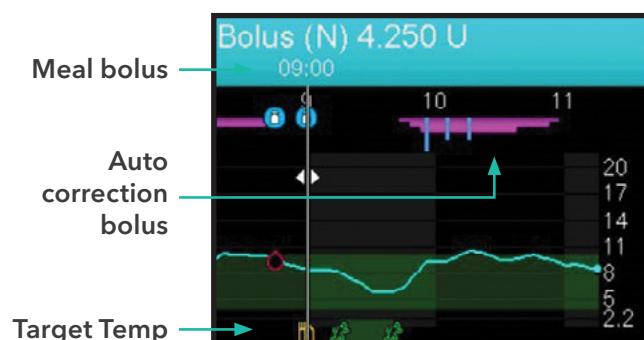 Bolus (N) 4.250 U
Meal bolus
09:00
9
10
11
Auto
correction
bolus
20
17
14
11
8
5
2.2
Target Temp